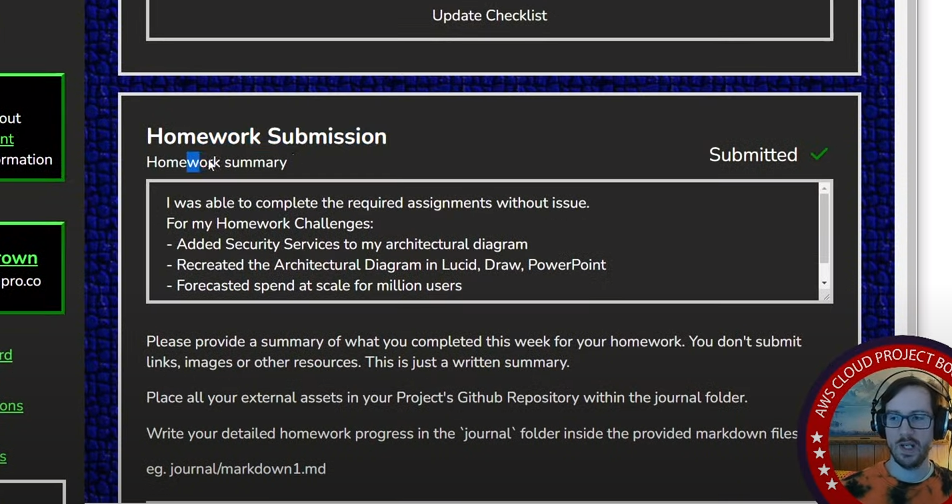 Update Checklist
out
nt
ormation
Homework Submission
Homework summary
Submitted
I was able to complete the required assignments without issue.
For my Homework Challenges:
- Added Security Services to my architectural diagram
- Recreated the Architectural Diagram in Lucid, Draw, PowerPoint
- Forecasted spend at scale for million users
rown
pro.co
Please provide a summary of what you completed this week for your homework. You don't submit
links, images or other resources. This is just a written summary.
rd
Place all your external assets in your Project's Github Repository within the journal folder.
ons
Write your detailed homework progress in the `journal` folder inside the provided markdown files
s
eg. journal/markdown1.md
AWS CLOUD PROJECT BO